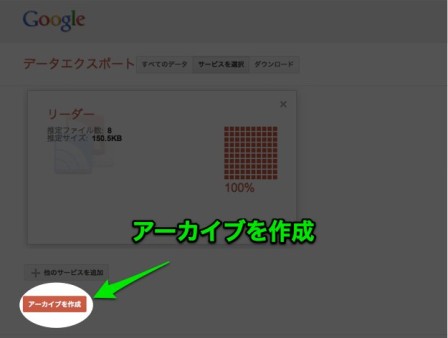 Google
データエクスポート すべてのデータ サービスを選択 ダウンロード
リーダー
×
推定ファイル数: 8
推定サイズ: 150.5KB
100%
アーカイブを作成
+ 他のサービスを追加
アーカイブを作成